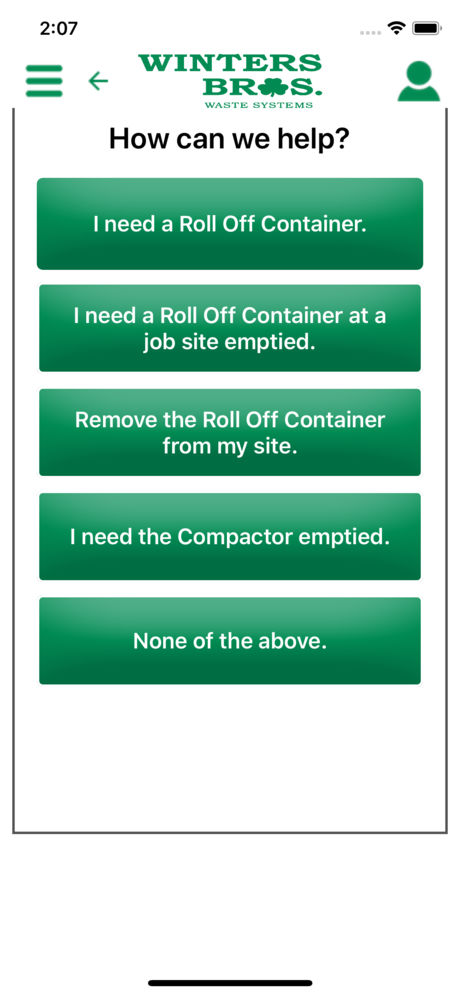 2:07
WINTERS
BROS.
WASTE SYSTEMS
How can we help?
I need a Roll Off Container.
I need a Roll Off Container at a
job site emptied.
Remove the Roll Off Container
from my site.
I need the Compactor emptied.
None of the above.